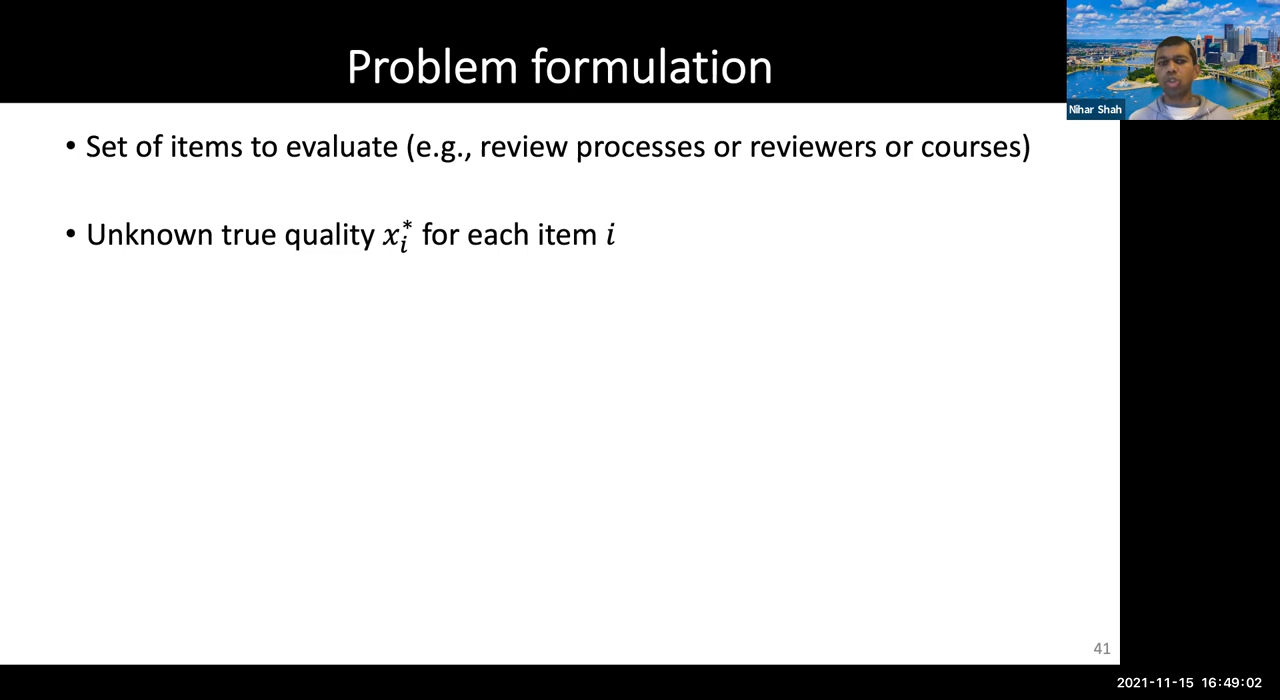 Problem formulation
Nihar Shah
• Set of items to evaluate (e.g., review processes or reviewers or courses)
• Unknown true quality $x_i^*$ for each item $i$
41
2021-11-15 16:49:02